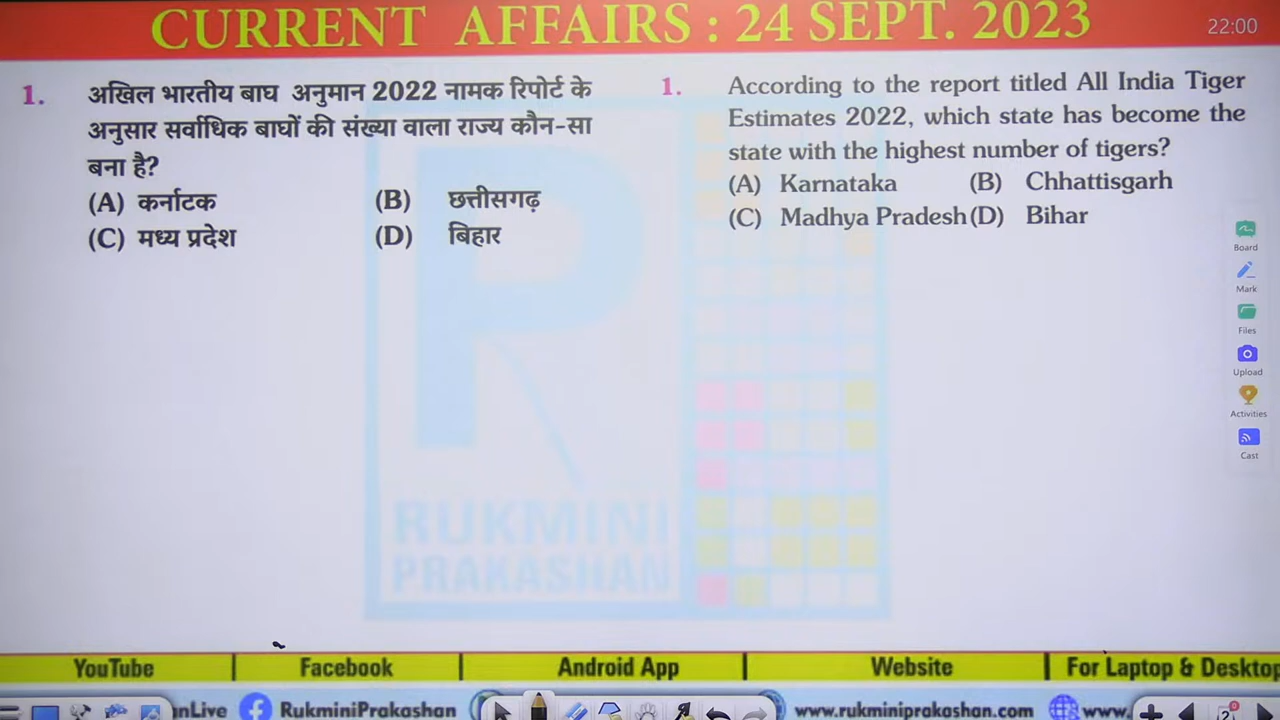 CURRENT AFFAIRS : 24 SEPT. 2023
22:00
1. अखिल भारतीय बाघ अनुमान 2022 नामक रिपोर्ट के
अनुसार सर्वाधिक बाघों की संख्या वाला राज्य कौन-सा
बना है?
(A) कर्नाटक (B) छत्तीसगढ़
(C) मध्य प्रदेश (D) बिहार
1. According to the report titled All India Tiger
Estimates 2022, which state has become the
state with the highest number of tigers?
(A) Karnataka (B) Chhattisgarh
(C) Madhya Pradesh (D) Bihar
Board
Mark
Files
Upload
Activities
Cast
RUKMINI
PRAKASHAN
YouTube Facebook Android App Website For Laptop & Desktop
nLive RukminiPrakashan www.rukminiprakashan.com www.
2